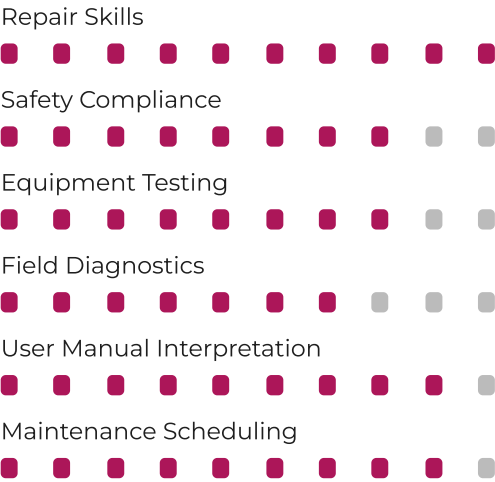 Repair Skills
Safety Compliance
Equipment Testing
Field Diagnostics
User Manual Interpretation
Maintenance Scheduling